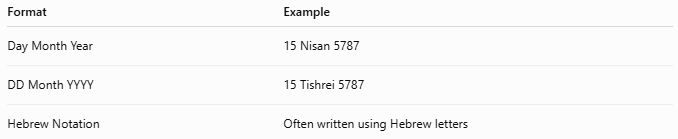 Format Example
Day Month Year 15 Nisan 5787
DD Month YYYY 15 Tishrei 5787
Hebrew Notation Often written using Hebrew letters